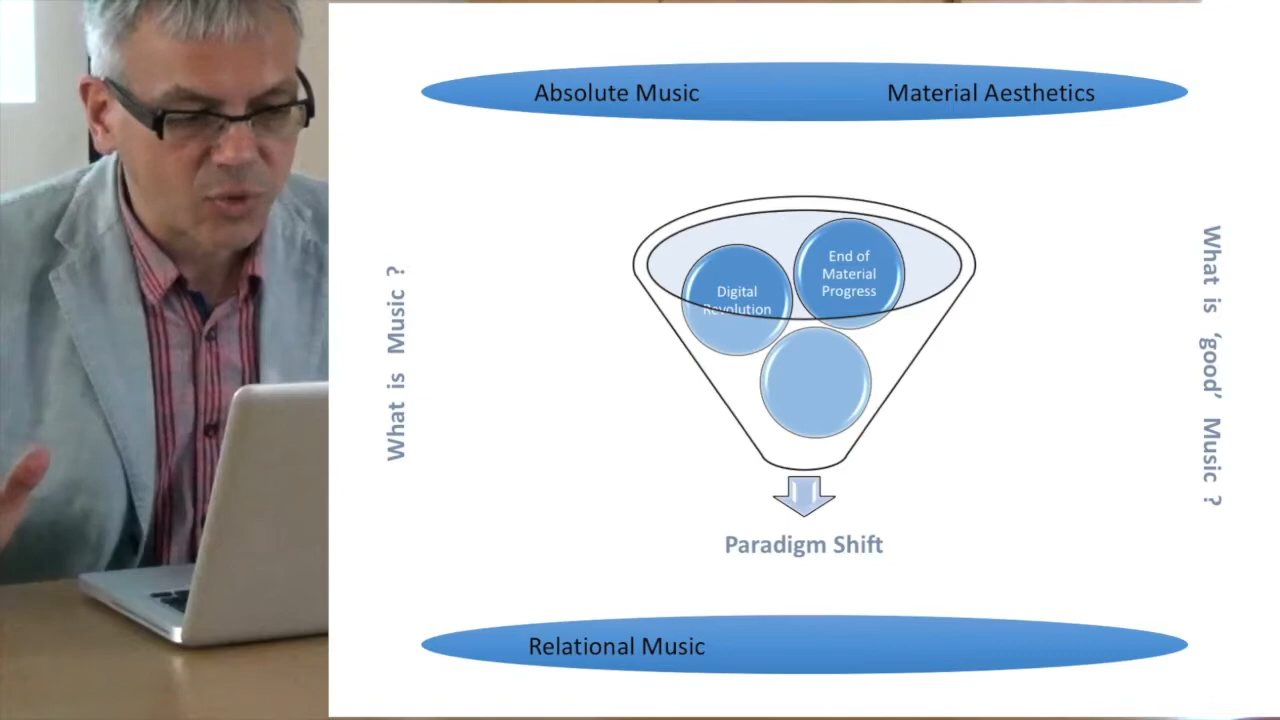 Absolute Music
Material Aesthetics
What is Music ?
Digital
Revolution
End of
Material
Progress
What is ‘good’ Music ?
Paradigm Shift
Relational Music